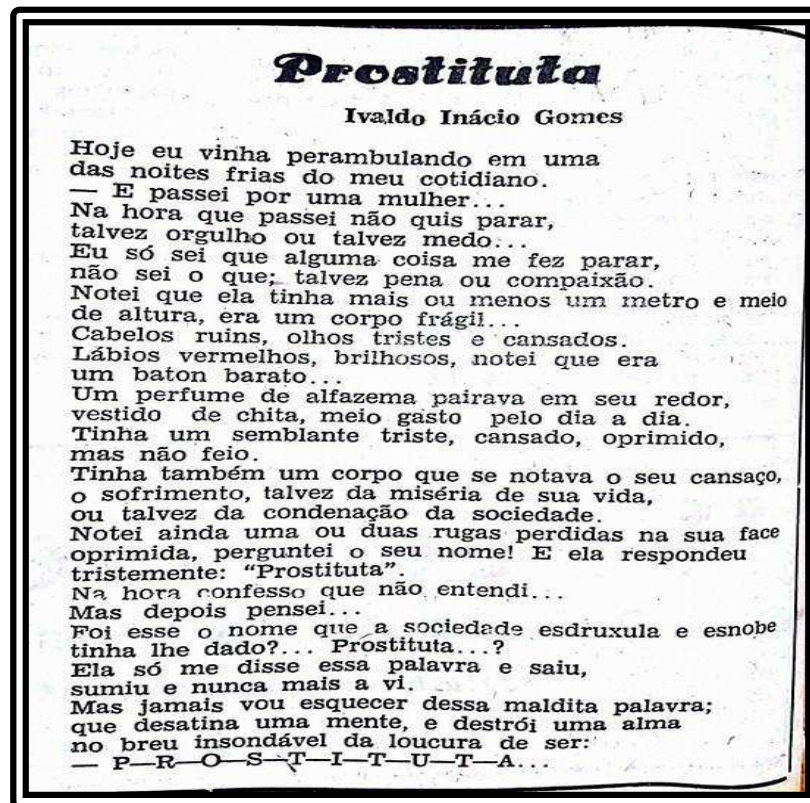 Prostituta
Ivaldo Inácio Gomes
Hoje eu vinha perambulando em uma
das noites frias do meu cotidiano.
— E passei por uma mulher...
Na hora que passei não quis parar,
talvez orgulho ou talvez medo...
Eu só sei que alguma coisa me fez parar,
não sei o que; talvez pena ou compaixão.
Notei que ela tinha mais ou menos um metro e meio
de altura, era um corpo frágil...
Cabelos ruins, olhos tristes e cansados.
Lábios vermelhos, brilhosos, notei que era
um baton barato...
Um perfume de alfazema pairava em seu redor,
vestido de chita, meio gasto pelo dia a dia.
Tinha um semblante triste, cansado, oprimido,
mas não feio.
Tinha também um corpo que se notava o seu cansaço,
o sofrimento, talvez da miséria de sua vida,
ou talvez da condenação da sociedade.
Notei ainda uma ou duas rugas perdidas na sua face
oprimida, perguntei o seu nome! E ela respondeu
tristemente: “Prostituta”.
Na hora confesso que não entendi...
Mas depois pensei...
Foi esse o nome que a sociedade esdruxula e esnobe
tinha lhe dado?... Prostituta...?
Ela só me disse essa palavra e saiu,
sumiu e nunca mais a vi.
Mas jamais vou esquecer dessa maldita palavra;
que desatina uma mente, e destrói uma alma
no breu insondável da loucura de ser:
— P—R—O—S—T—I—T—U—T—A...